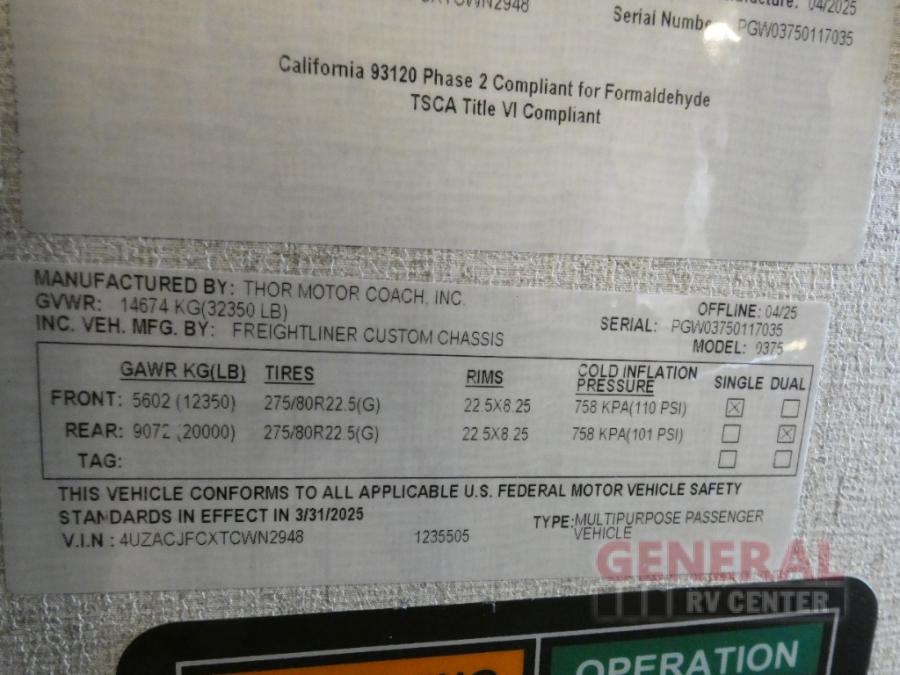 04/2025
Serial PGW03750117035
California 93120 Phase 2 Compliant for Formaldehyde
TSCA Title VI Compliant
MANUFACTURED BY: THOR MOTOR COACH, INC.
GVWR: 14674 KG(32350 LB)
OFFLINE: 04/25
INC. VEH. MFG. BY: FREIGHTLINER CUSTOM CHASSIS
SERIAL: PGW03750117035
MODEL: 0375
GAWR KG(LB) TIRES RIMS COLD INFLATION PRESSURE SINGLE DUAL
FRONT: 5602 (12350) 275/80R22.5(G) 22.5X8.25 758 KPA(110 PSI) ☒ ☐
REAR: 9072 (20000) 275/80R22.5(G) 22.5X8.25 758 KPA(101 PSI) ☐ ☒
TAG: ☐ ☐
THIS VEHICLE CONFORMS TO ALL APPLICABLE U.S. FEDERAL MOTOR VEHICLE SAFETY
STANDARDS IN EFFECT IN 3/31/2025
TYPE: MULTIPURPOSE PASSENGER VEHICLE
V.I.N : 4UZACJFCXTCWN2948 1235505
GENERAL
RV CENTER
OPERATION